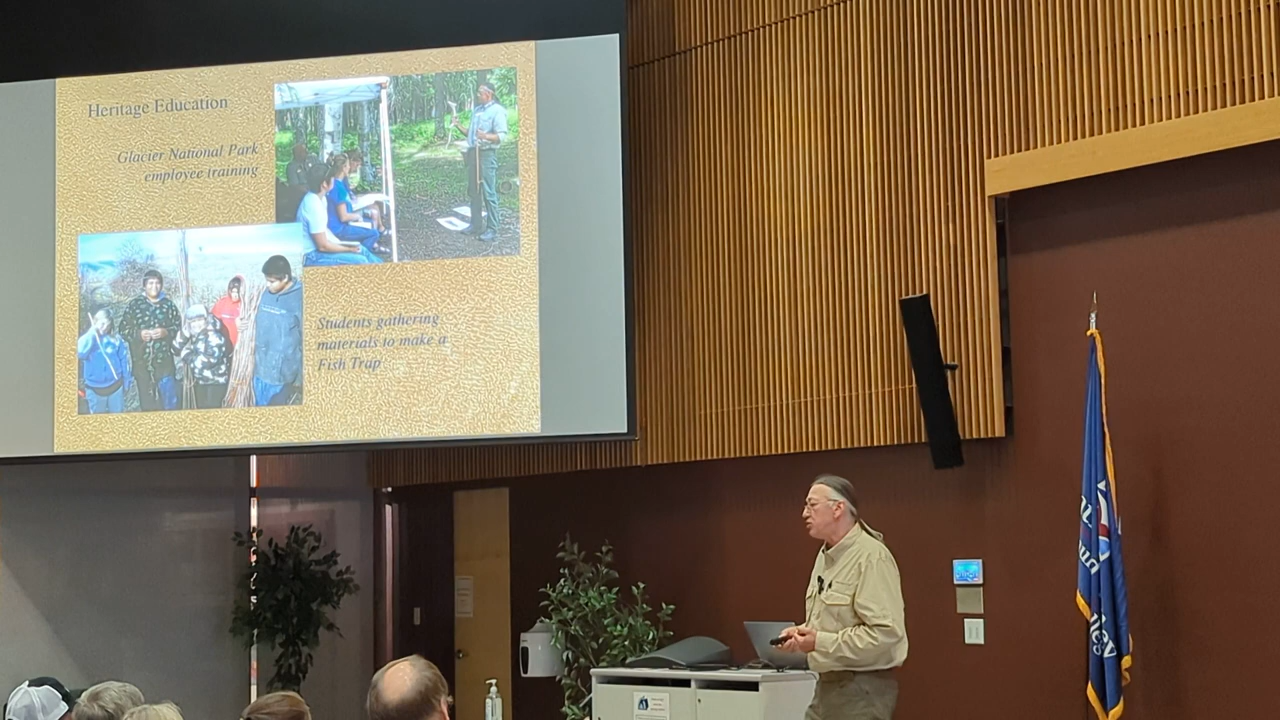 Heritage Education
Glacier National Park
employee training
Students gathering
materials to make a
Fish Trap